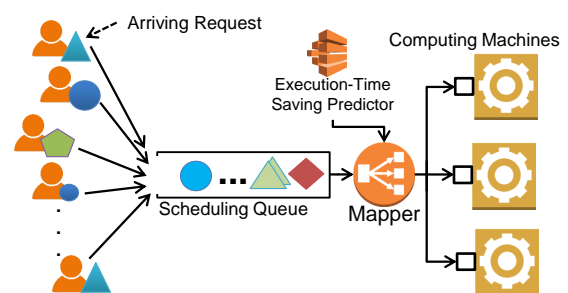 Arriving Request
Computing Machines
Execution-Time
Saving Predictor
...
Scheduling Queue
Mapper